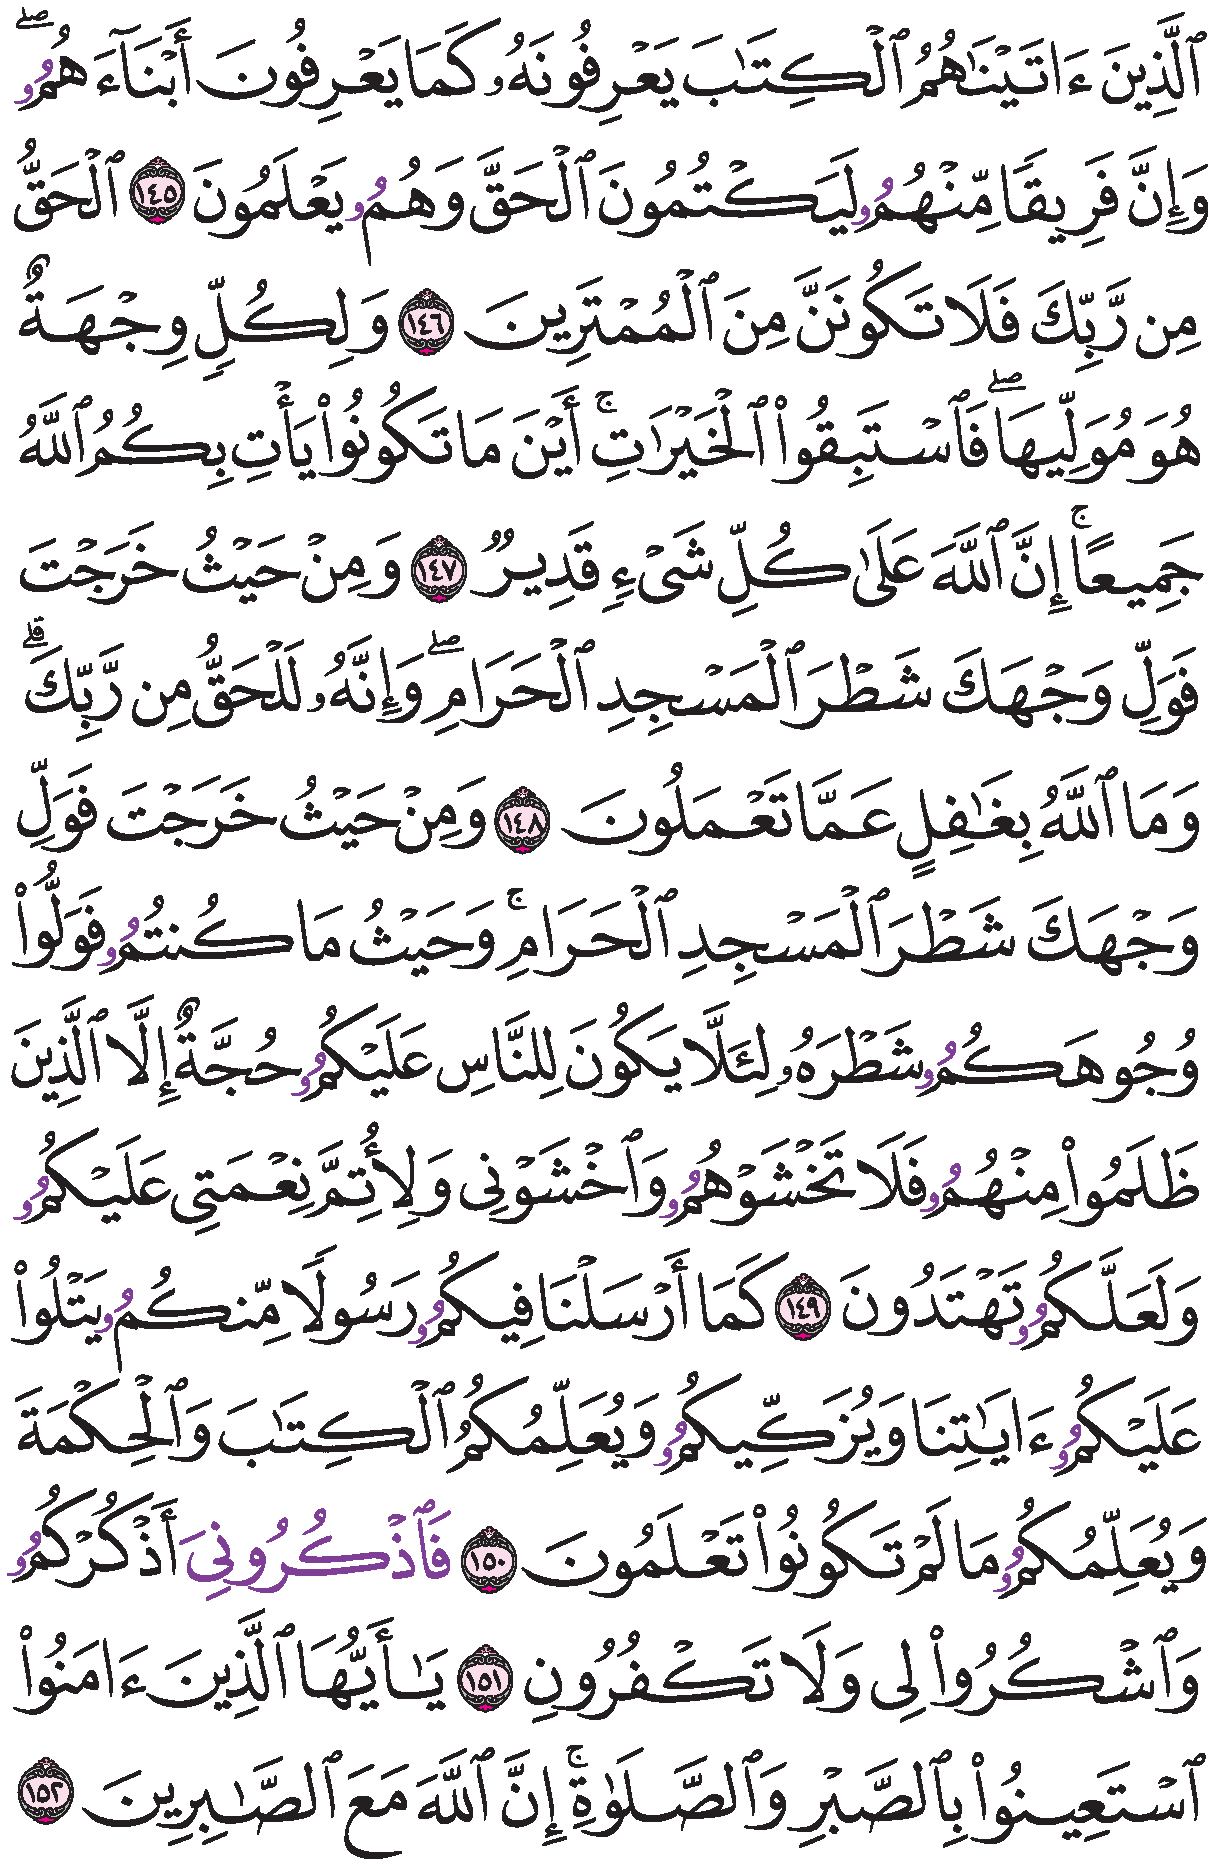 ٱلَّذِينَ ءَاتَيْنَٰهُمُ ٱلْكِتَٰبَ يَعْرِفُونَهُۥ كَمَا يَعْرِفُونَ أَبْنَآءَهُمُۥ ۖ
وَإِنَّ فَرِيقًا مِّنْهُمُۥ لَيَكْتُمُونَ ٱلْحَقَّ وَهُمُۥ يَعْلَمُونَ ١٤٥ ٱلْحَقُّ
مِن رَّبِّكَ فَلَا تَكُونَنَّ مِنَ ٱلْمُمْتَرِينَ ١٤٦ وَلِكُلٍّ وِجْهَةٌ
هُوَ مُوَلِّيهَا ۖ فَٱسْتَبِقُوا۟ ٱلْخَيْرَٰتِ ۚ أَيْنَ مَا تَكُونُوا۟ يَأْتِ بِكُمُ ٱللَّهُ
جَمِيعًا ۚ إِنَّ ٱللَّهَ عَلَىٰ كُلِّ شَىْءٍ قَدِيرٌ ١٤٧ وَمِنْ حَيْثُ خَرَجْتَ
فَوَلِّ وَجْهَكَ شَطْرَ ٱلْمَسْجِدِ ٱلْحَرَامِ ۖ وَإِنَّهُۥ لَلْحَقُّ مِن رَّبِّكَ ۗ
وَمَا ٱللَّهُ بِغَٰفِلٍ عَمَّا تَعْمَلُونَ ١٤٨ وَمِنْ حَيْثُ خَرَجْتَ فَوَلِّ
وَجْهَكَ شَطْرَ ٱلْمَسْجِدِ ٱلْحَرَامِ ۚ وَحَيْثُ مَا كُنتُمُۥ فَوَلُّوا۟
وُجُوهَكُمُۥ شَطْرَهُۥ لِئَلَّا يَكُونَ لِلنَّاسِ عَلَيْكُمُۥ حُجَّةٌ إِلَّا ٱلَّذِينَ
ظَلَمُوا۟ مِنْهُمُۥ فَلَا تَخْشَوْهُمُۥ وَٱخْشَوْنِى وَلِأُتِمَّ نِعْمَتِى عَلَيْكُمُۥ
وَلَعَلَّكُمُۥ تَهْتَدُونَ ١٤٩ كَمَا أَرْسَلْنَا فِيكُمُۥ رَسُولًا مِّنكُمُۥ يَتْلُوا۟
عَلَيْكُمُۥ ءَايَٰتِنَا وَيُزَكِّيكُمُۥ وَيُعَلِّمُكُمُ ٱلْكِتَٰبَ وَٱلْحِكْمَةَ
وَيُعَلِّمُكُمُۥ مَا لَمْ تَكُونُوا۟ تَعْلَمُونَ ١٥٠ فَٱذْكُرُونِىَ أَذْكُرْكُمُۥ
وَٱشْكُرُوا۟ لِى وَلَا تَكْفُرُونِ ١٥١ يَٰأَيُّهَا ٱلَّذِينَ ءَامَنُوا۟
ٱسْتَعِينُوا۟ بِٱلصَّبْرِ وَٱلصَّلَوٰةِ ۚ إِنَّ ٱللَّهَ مَعَ ٱلصَّٰبِرِينَ ١٥٢